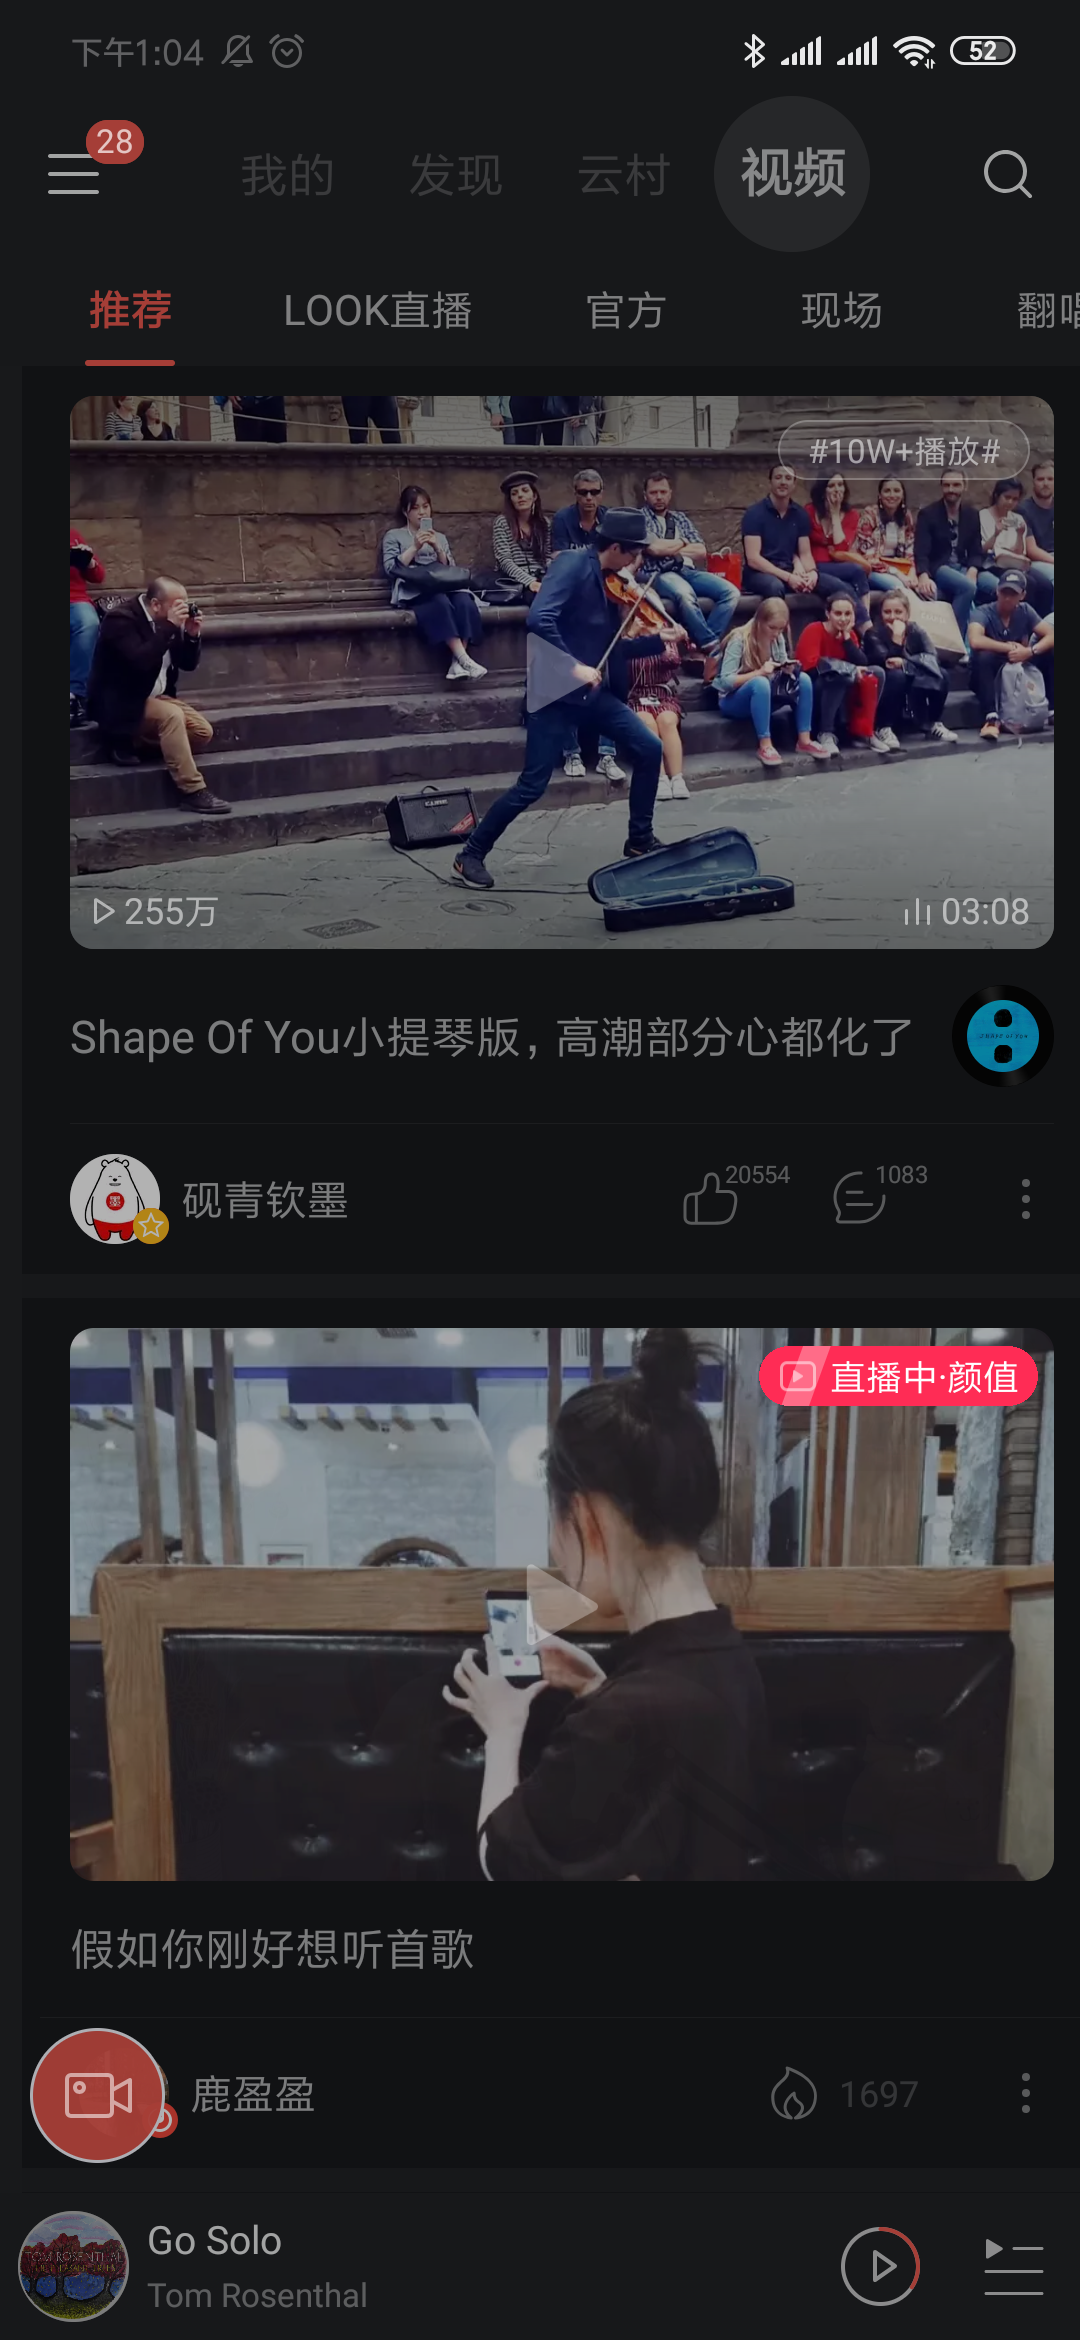 下午1:04
52
28
我的 发现 云村 视频
推荐 LOOK直播 官方 现场 翻唱
#10W+播放#
255万
03:08
Shape Of You小提琴版，高潮部分心都化了
砚青钦墨
20554
1083
直播中·颜值
假如你刚好想听首歌
鹿盈盈
1697
TOM ROSENTHAL
Go Solo
Tom Rosenthal